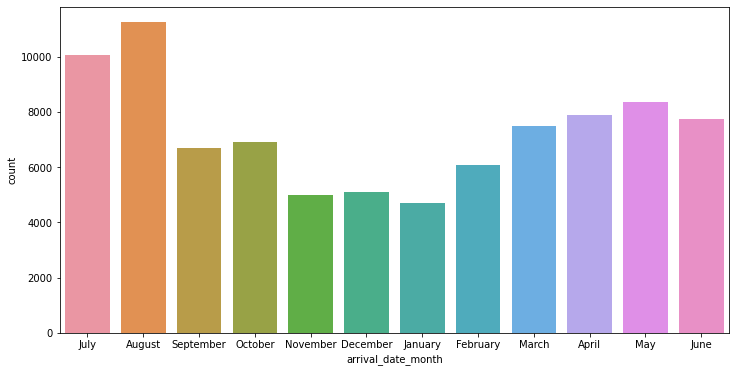 10000
8000
6000
4000
2000
0
count
July August September October November December January February March April May June
arrival_date_month